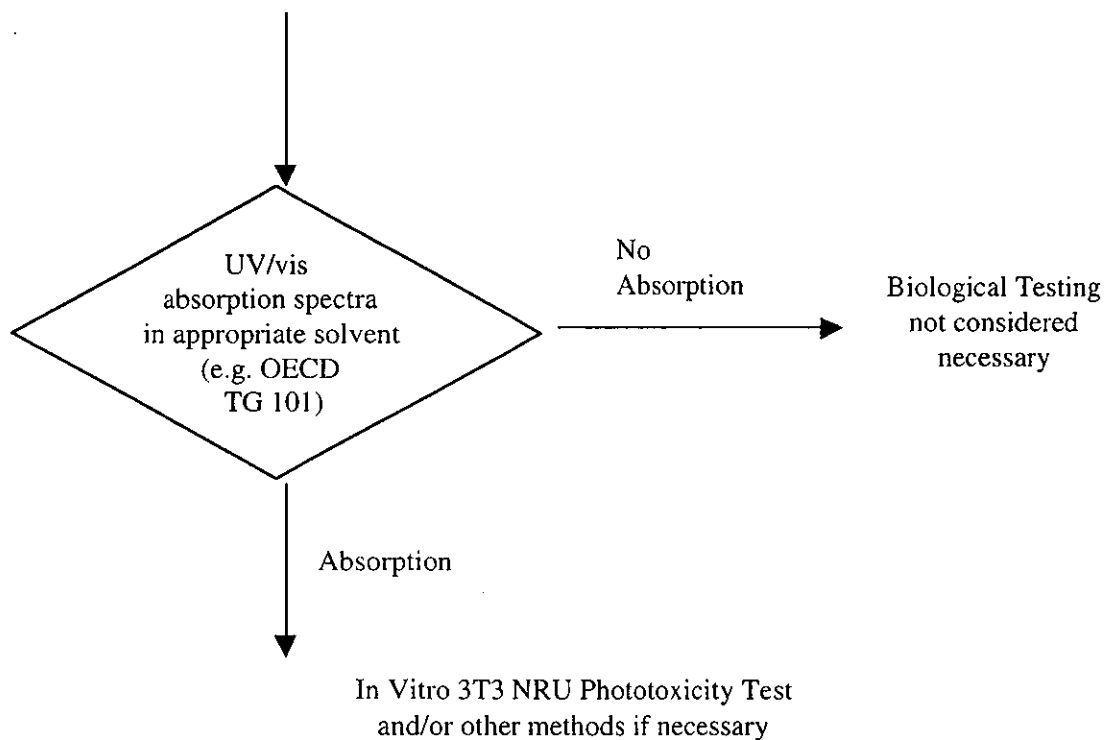 UV/vis
absorption spectra
in appropriate solvent
(e.g. OECD
TG 101)
No
Absorption
Biological Testing
not considered
necessary
Absorption
In Vitro 3T3 NRU Phototoxicity Test
and/or other methods if necessary